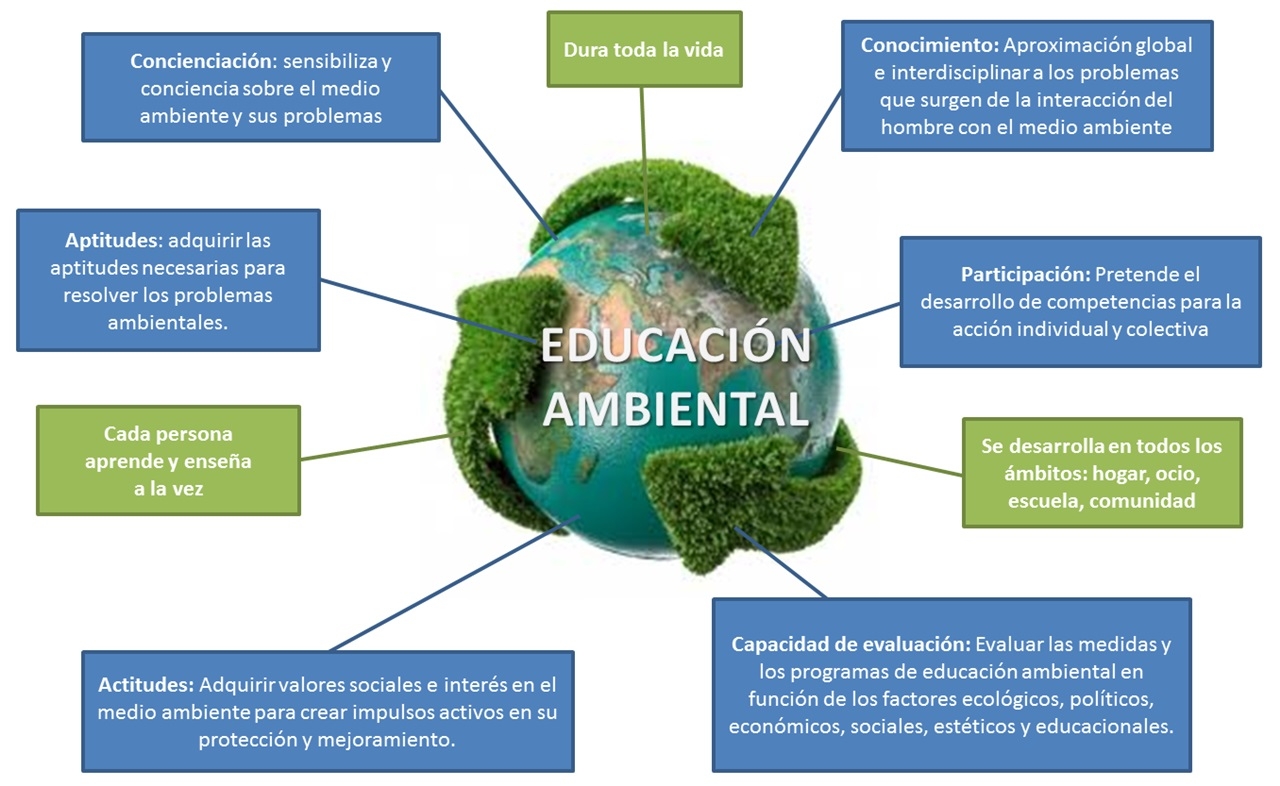 Concienciación: sensibiliza y
conciencia sobre el medio
ambiente y sus problemas
Dura toda la vida
Conocimiento: Aproximación global
e interdisciplinar a los problemas
que surgen de la interacción del
hombre con el medio ambiente
Aptitudes: adquirir las
aptitudes necesarias para
resolver los problemas
ambientales.
Participación: Pretende el
desarrollo de competencias para la
acción individual y colectiva
EDUCACIÓN
AMBIENTAL
Cada persona
aprende y enseña
a la vez
Se desarrolla en todos los
ámbitos: hogar, ocio,
escuela, comunidad
Actitudes: Adquirir valores sociales e interés en el
medio ambiente para crear impulsos activos en su
protección y mejoramiento.
Capacidad de evaluación: Evaluar las medidas y
los programas de educación ambiental en
función de los factores ecológicos, políticos,
económicos, sociales, estéticos y educacionales.